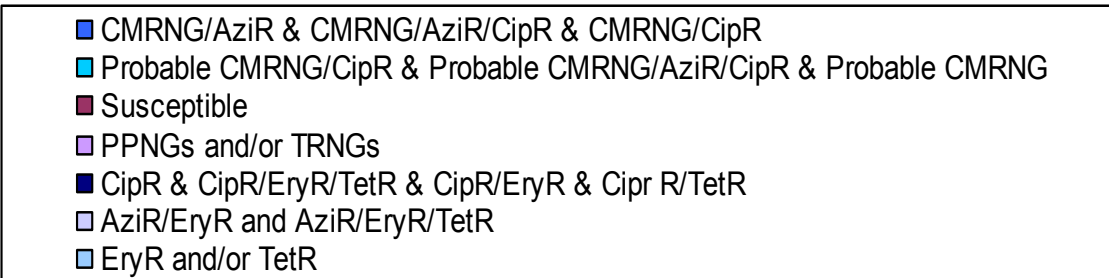 CMRNG/AziR & CMRNG/AziR/CipR & CMRNG/CipR
Probable CMRNG/CipR & Probable CMRNG/AziR/CipR & Probable CMRNG
Susceptible
PPNGs and/or TRNGs
CipR & CipR/EryR/TetR & CipR/EryR & Cipr R/TetR
AziR/EryR and AziR/EryR/TetR
EryR and/or TetR